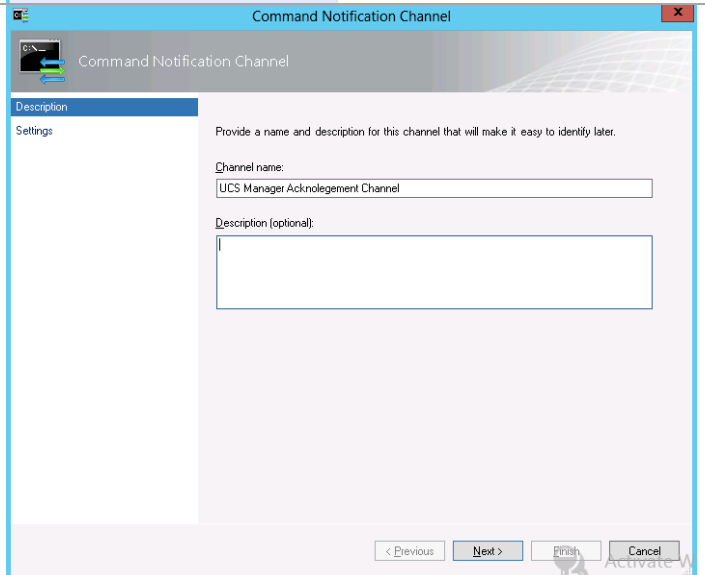 Command Notification Channel
X
C:\_
Command Notification Channel
Description
Settings
Provide a name and description for this channel that will make it easy to identify later.
Channel name:
UCS Manager Acknolegement Channel
Description (optional):
< Previous
Next >
Finish
Cancel
Activate W